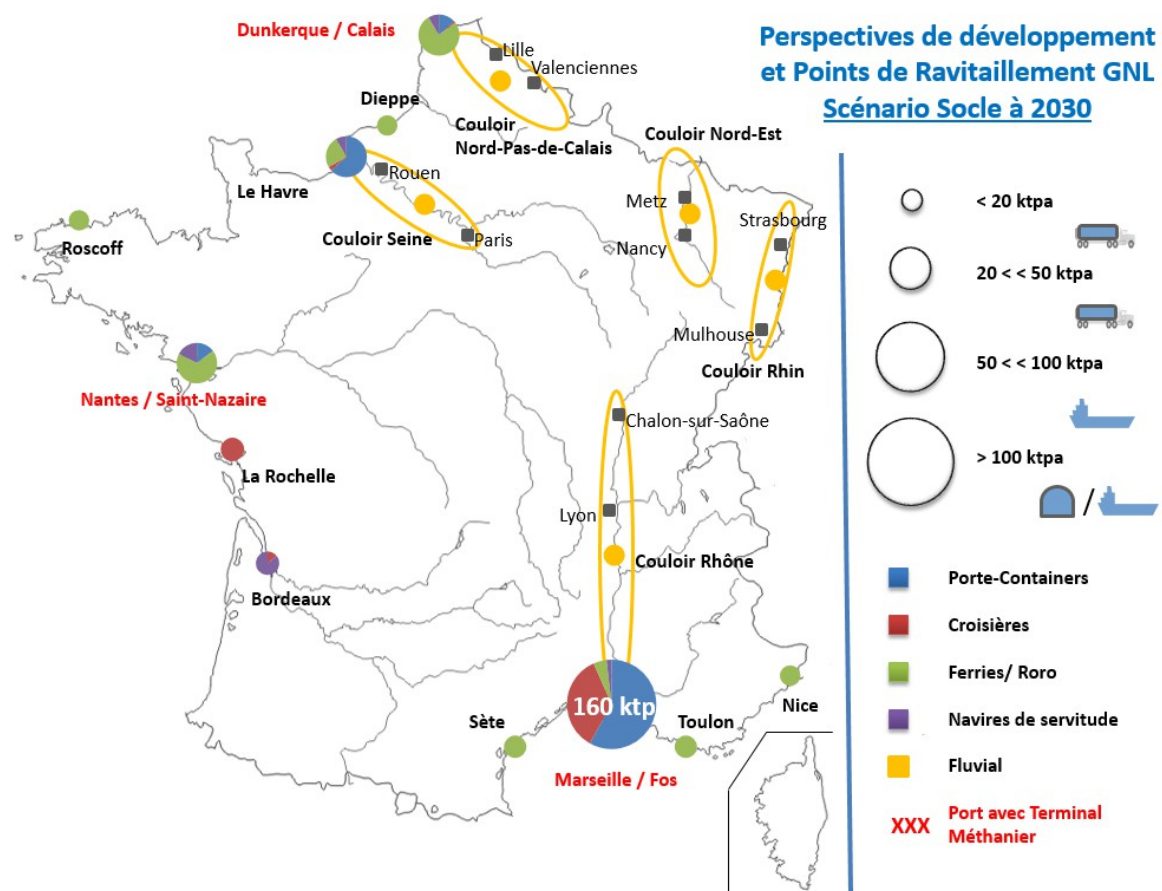 Perspectives de développement
et Points de Ravitaillement GNL
Scénario Socle à 2030
Dunkerque / Calais
Lille
Valenciennes
Dieppe
Couloir
Nord-Pas-de-Calais
Couloir Nord-Est
Le Havre
Rouen
Metz
Strasbourg
Roscoff
Couloir Seine
Paris
Nancy
Mulhouse
Couloir Rhin
Nantes / Saint-Nazaire
Chalon-sur-Saône
La Rochelle
Lyon
Couloir Rhône
Bordeaux
160 ktp
Sète
Toulon
Nice
Marseille / Fos
< 20 ktpa
20 < < 50 ktpa
50 < < 100 ktpa
> 100 ktpa
/
Porte-Containers
Croisières
Ferries/ Roro
Navires de servitude
Fluvial
XXX Port avec Terminal
Méthanier